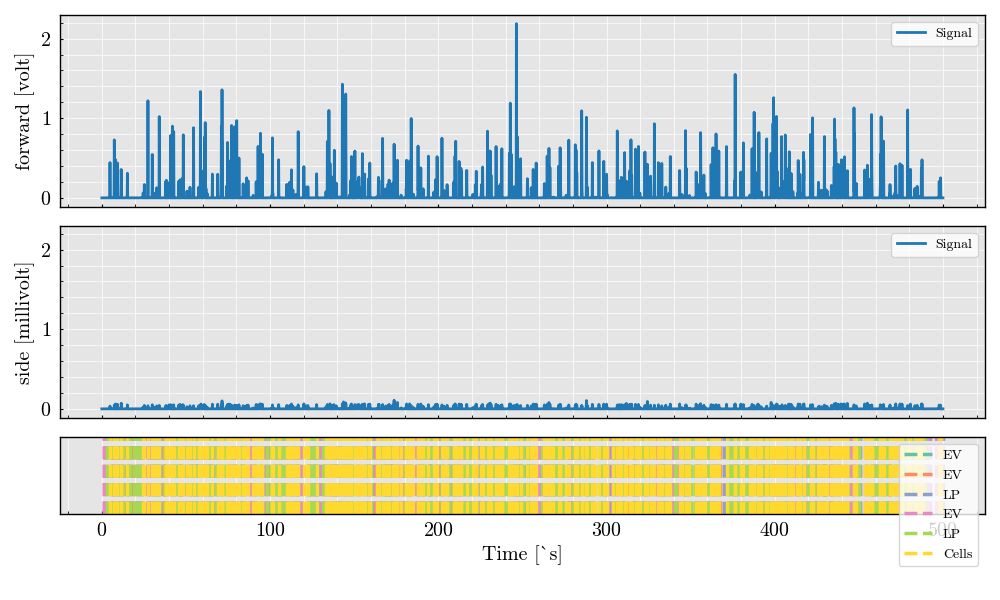 forward [volt]
2
1
0
Signal
side [millivolt]
2
1
0
Signal
EV
EV
LP
EV
LP
Cells
0 100 200 300 400 500
Time [`s]